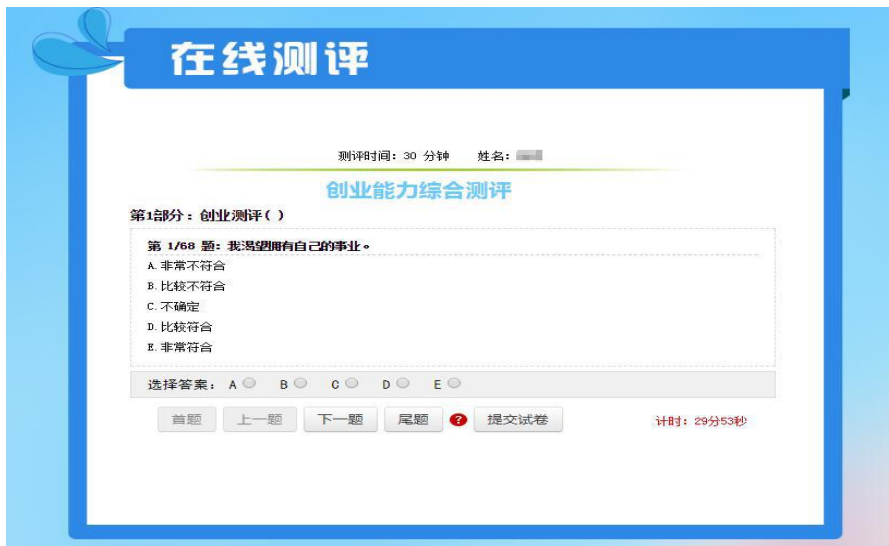 在线测评
测评时间：30 分钟 姓名：
创业能力综合测评
第1部分：创业测评( )
第 1/68 题：我渴望拥有自己的事业。
A.非常不符合
B.比较不符合
C.不确定
D.比较符合
E.非常符合
选择答案： A B C D E
首题 上一题 下一题 尾题 ? 提交试卷 计时：29分53秒